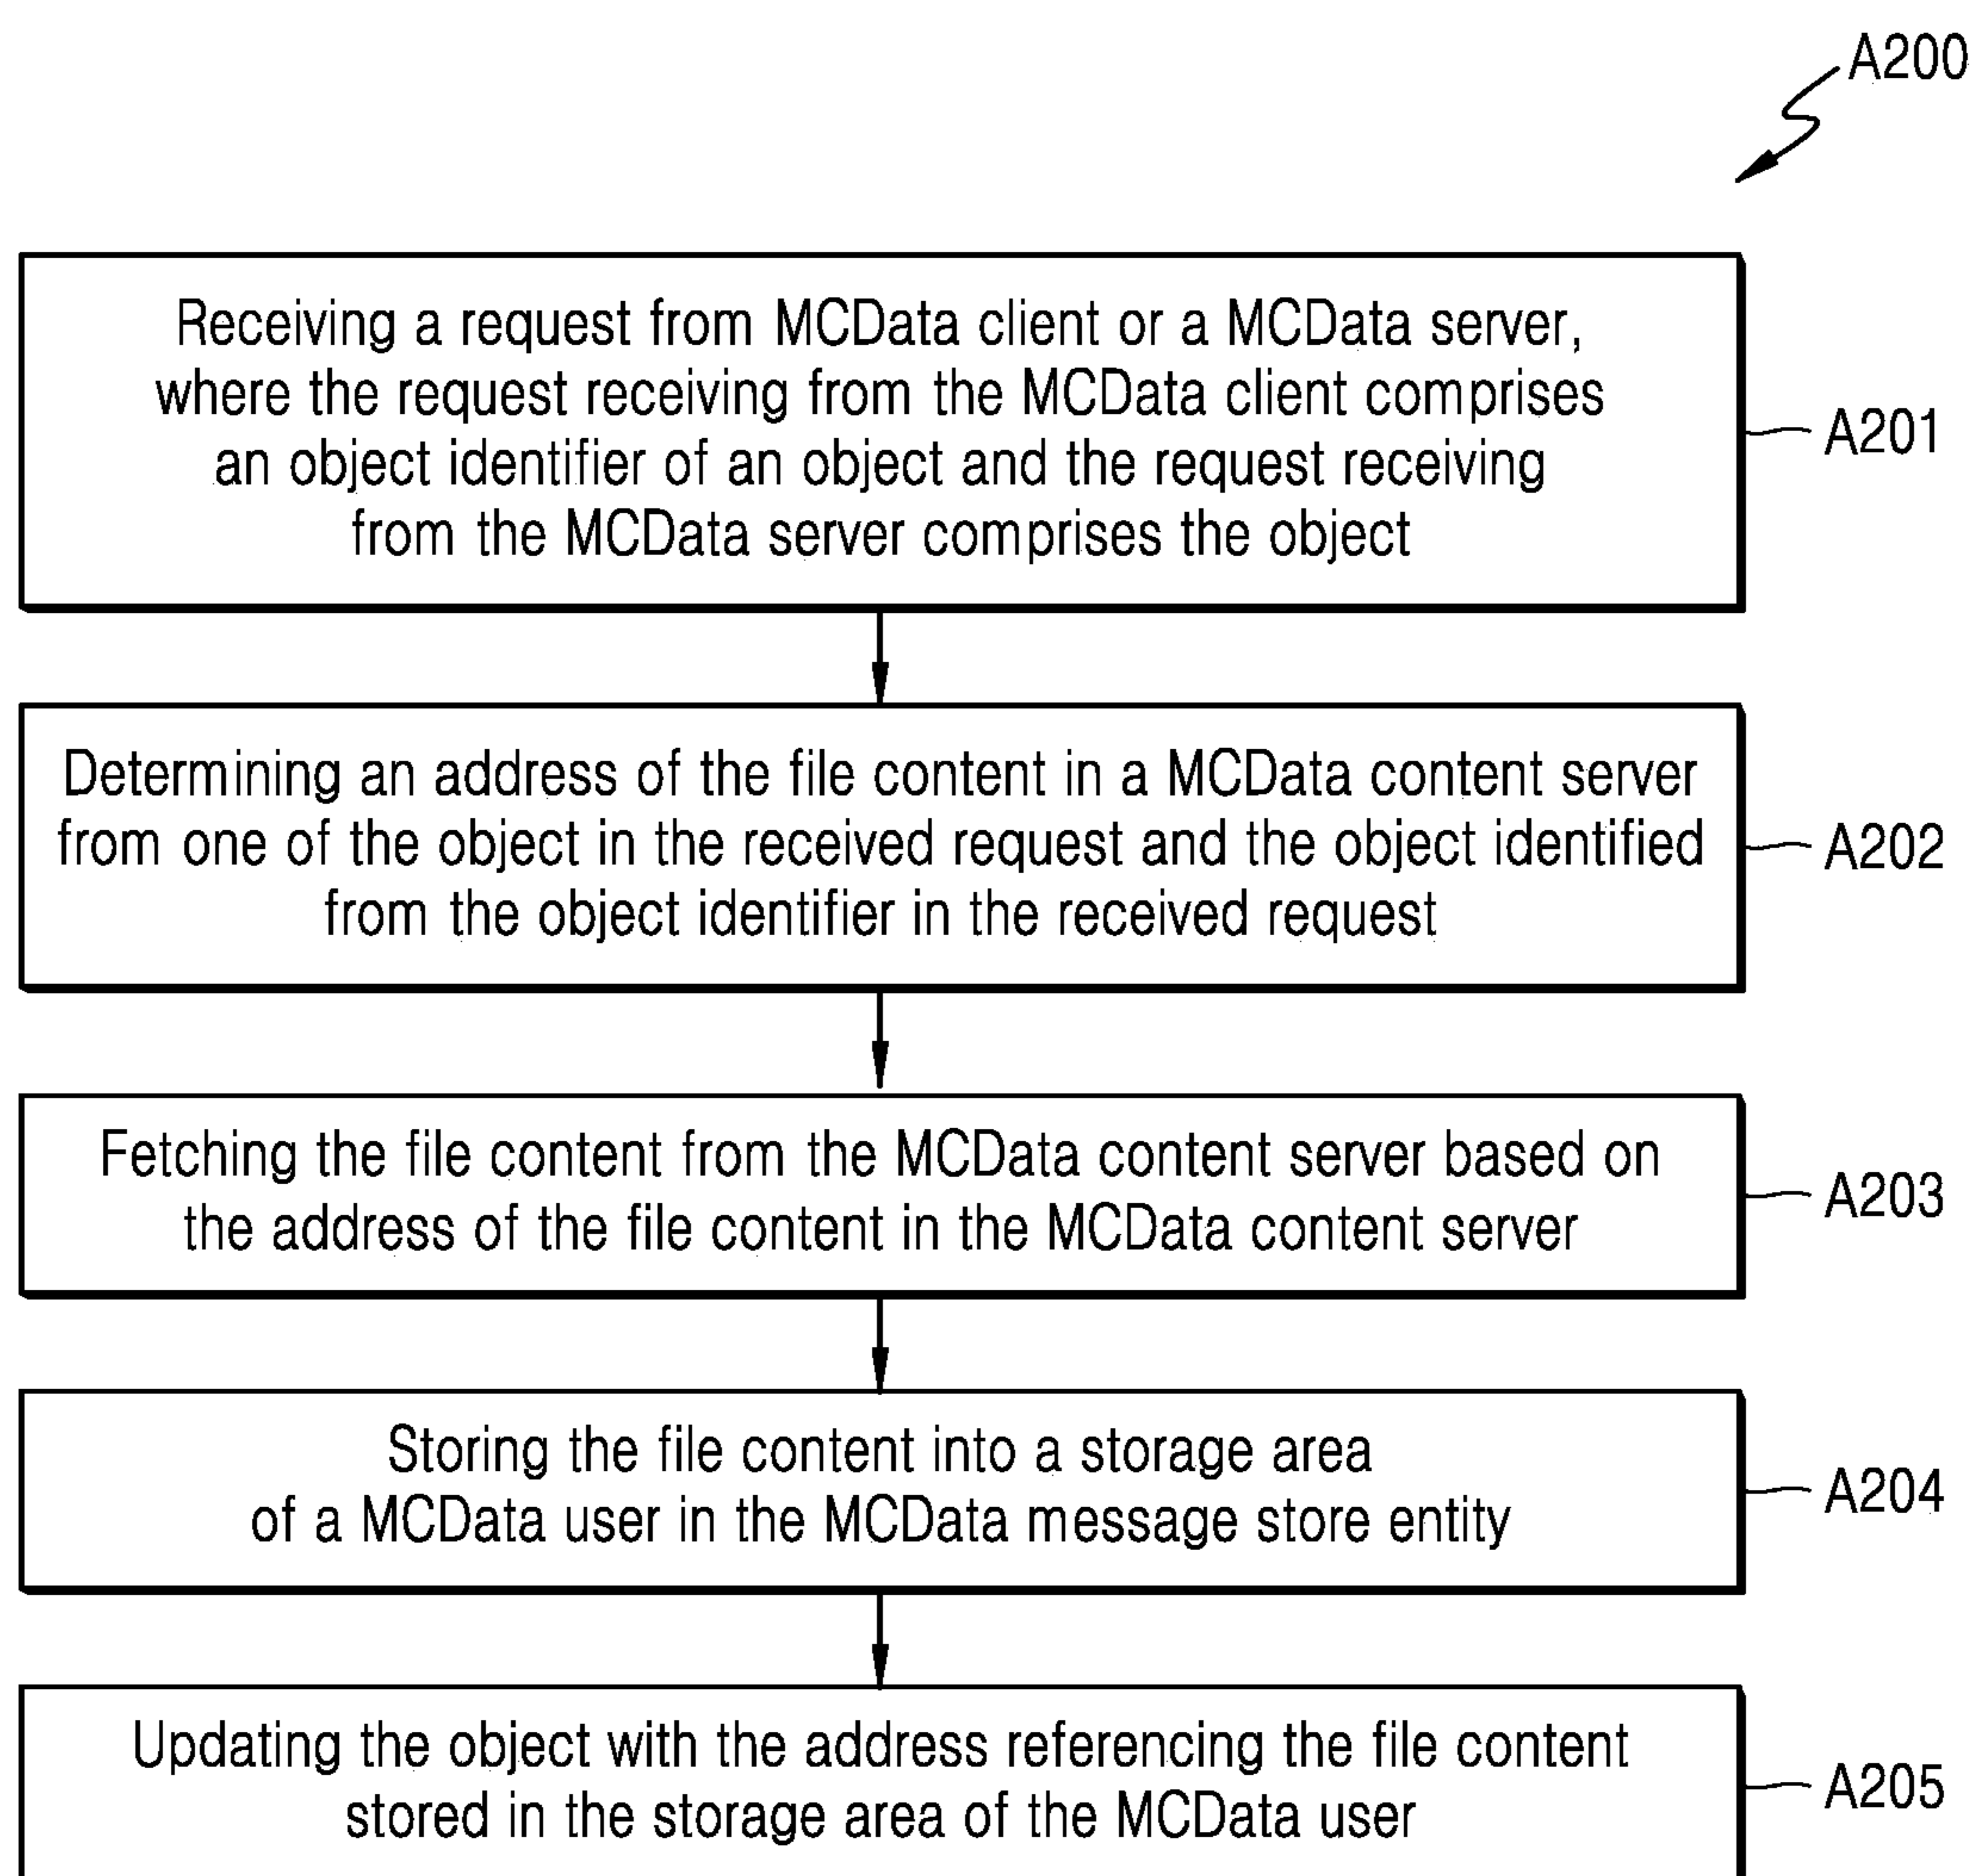 A200
Receiving a request from MCData client or a MCData server,
where the request receiving from the MCData client comprises
an object identifier of an object and the request receiving
from the MCData server comprises the object
A201
Determining an address of the file content in a MCData content server
from one of the object in the received request and the object identified
from the object identifier in the received request
A202
Fetching the file content from the MCData content server based on
the address of the file content in the MCData content server
A203
Storing the file content into a storage area
of a MCData user in the MCData message store entity
A204
Updating the object with the address referencing the file content
stored in the storage area of the MCData user
A205